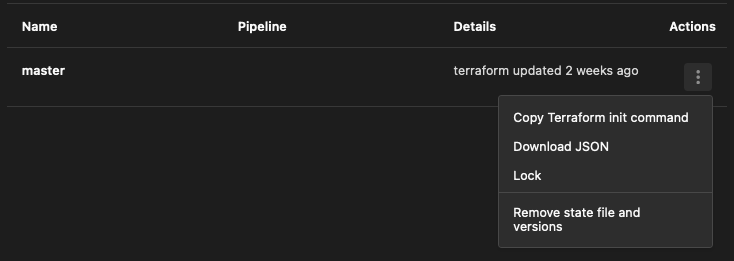 Name Pipeline Details Actions
master terraform updated 2 weeks ago
Copy Terraform init command
Download JSON
Lock
Remove state file and
versions